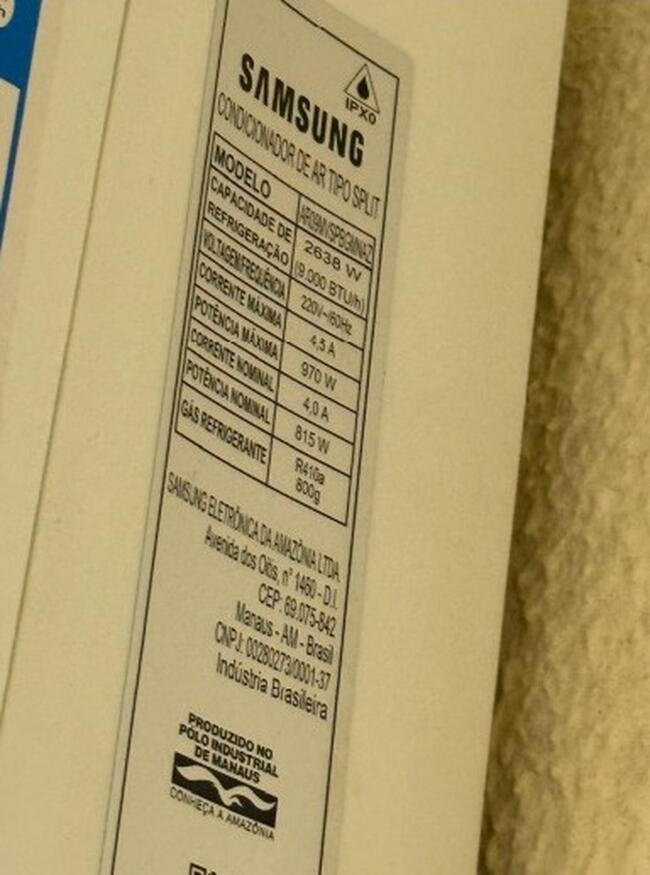 SAMSUNG
IPX0
CONDICIONADOR DE AR TIPO SPLIT
MODELO AR09MVSPBGMNAZ
CAPACIDADE DE REFRIGERAÇÃO 2638 W (9.000 BTU/h)
VOLTAGEM/FREQUÊNCIA 220V~/60Hz
CORRENTE MÁXIMA 4,5 A
POTÊNCIA MÁXIMA 970 W
CORRENTE NOMINAL 4,0 A
POTÊNCIA NOMINAL 815 W
GÁS REFRIGERANTE R410a 800g
SAMSUNG ELETRÔNICA DA AMAZÔNIA LTDA.
Avenida dos Oitis, n° 1460 - D.I.
CEP: 69.075-842
Manaus - AM - Brasil
CNPJ: 00280273/0001-37
Indústria Brasileira
PRODUZIDO NO
PÓLO INDUSTRIAL
DE MANAUS
CONHEÇA A AMAZÔNIA